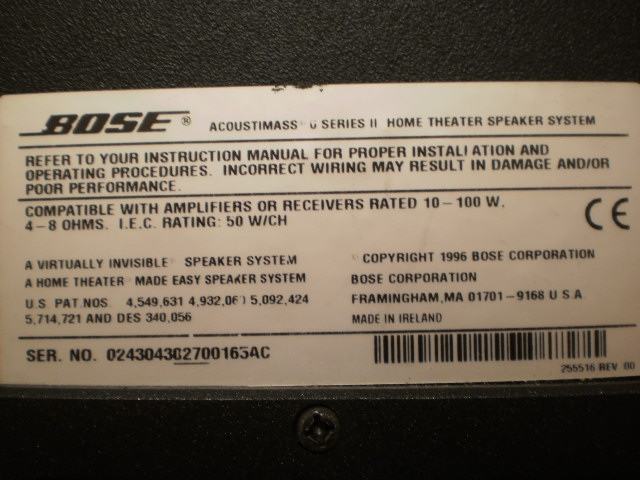 BOSE® ACOUSTIMASS 6 SERIES II HOME THEATER SPEAKER SYSTEM
REFER TO YOUR INSTRUCTION MANUAL FOR PROPER INSTALLATION AND
OPERATING PROCEDURES. INCORRECT WIRING MAY RESULT IN DAMAGE AND/OR
POOR PERFORMANCE.
COMPATIBLE WITH AMPLIFIERS OR RECEIVERS RATED 10-100 W.
4-8 OHMS. I.E.C. RATING: 50 W/CH
CE
A VIRTUALLY INVISIBLE SPEAKER SYSTEM
A HOME THEATER MADE EASY SPEAKER SYSTEM
U.S PAT.NOS 4,549,631 4,932,060 5,092,424
5,714,721 AND DES 340,056
COPYRIGHT 1996 BOSE CORPORATION
BOSE CORPORATION
FRAMINGHAM, MA 01701-9168 U S A
MADE IN IRELAND
SER. NO. 024304302700165AC
255516 REV 00